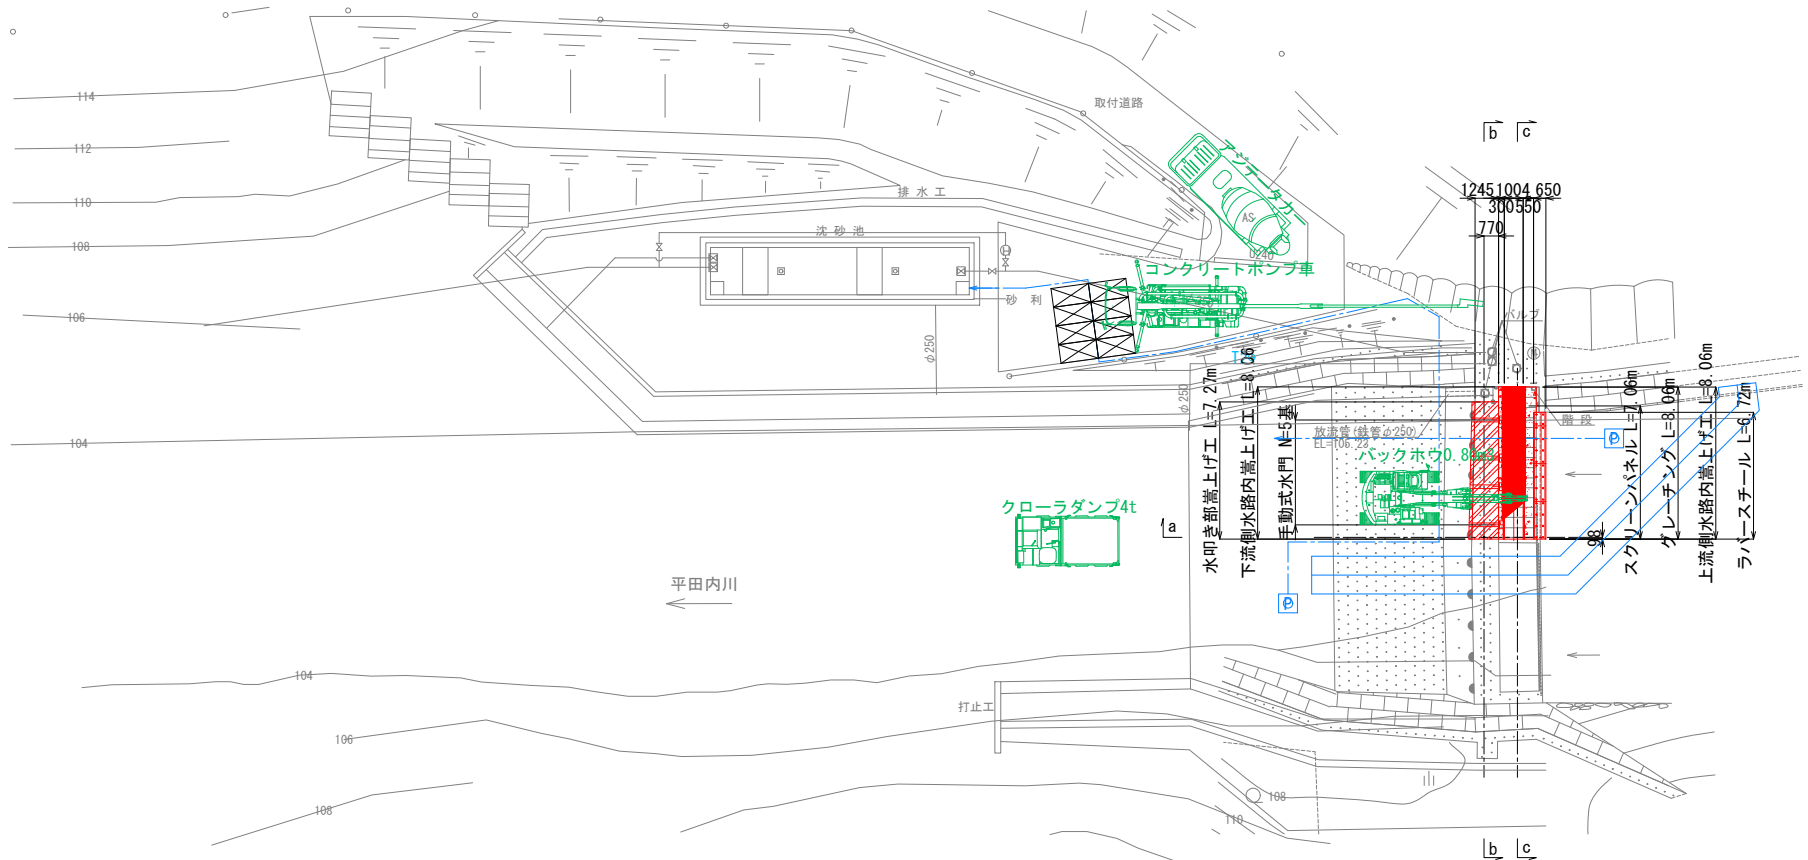 114
取付道路
アジテータカー
b
c
112
1245
1004
650
300
550
770
排水工
110
AS
沈砂池
108
U240
コンクリートポンプ車
砂利
106
バルブ
φ250
φ250
104
階段
放流管(鉄管φ250)
EL=106.23
バックホウ0.8m3
水叩き部嵩上げ工 L=7.27m
下流側水路内嵩上げ工 L=8.06
手動式水門 N=5基
スクリーンパネル L=7.06m
グレーチング L=8.06m
上流側水路内嵩上げ工 L=8.06m
ラバースチール L=6.72m
98
P
クローラダンプ4t
a
平田内川
P
104
打止工
106
108
108
110
b
c